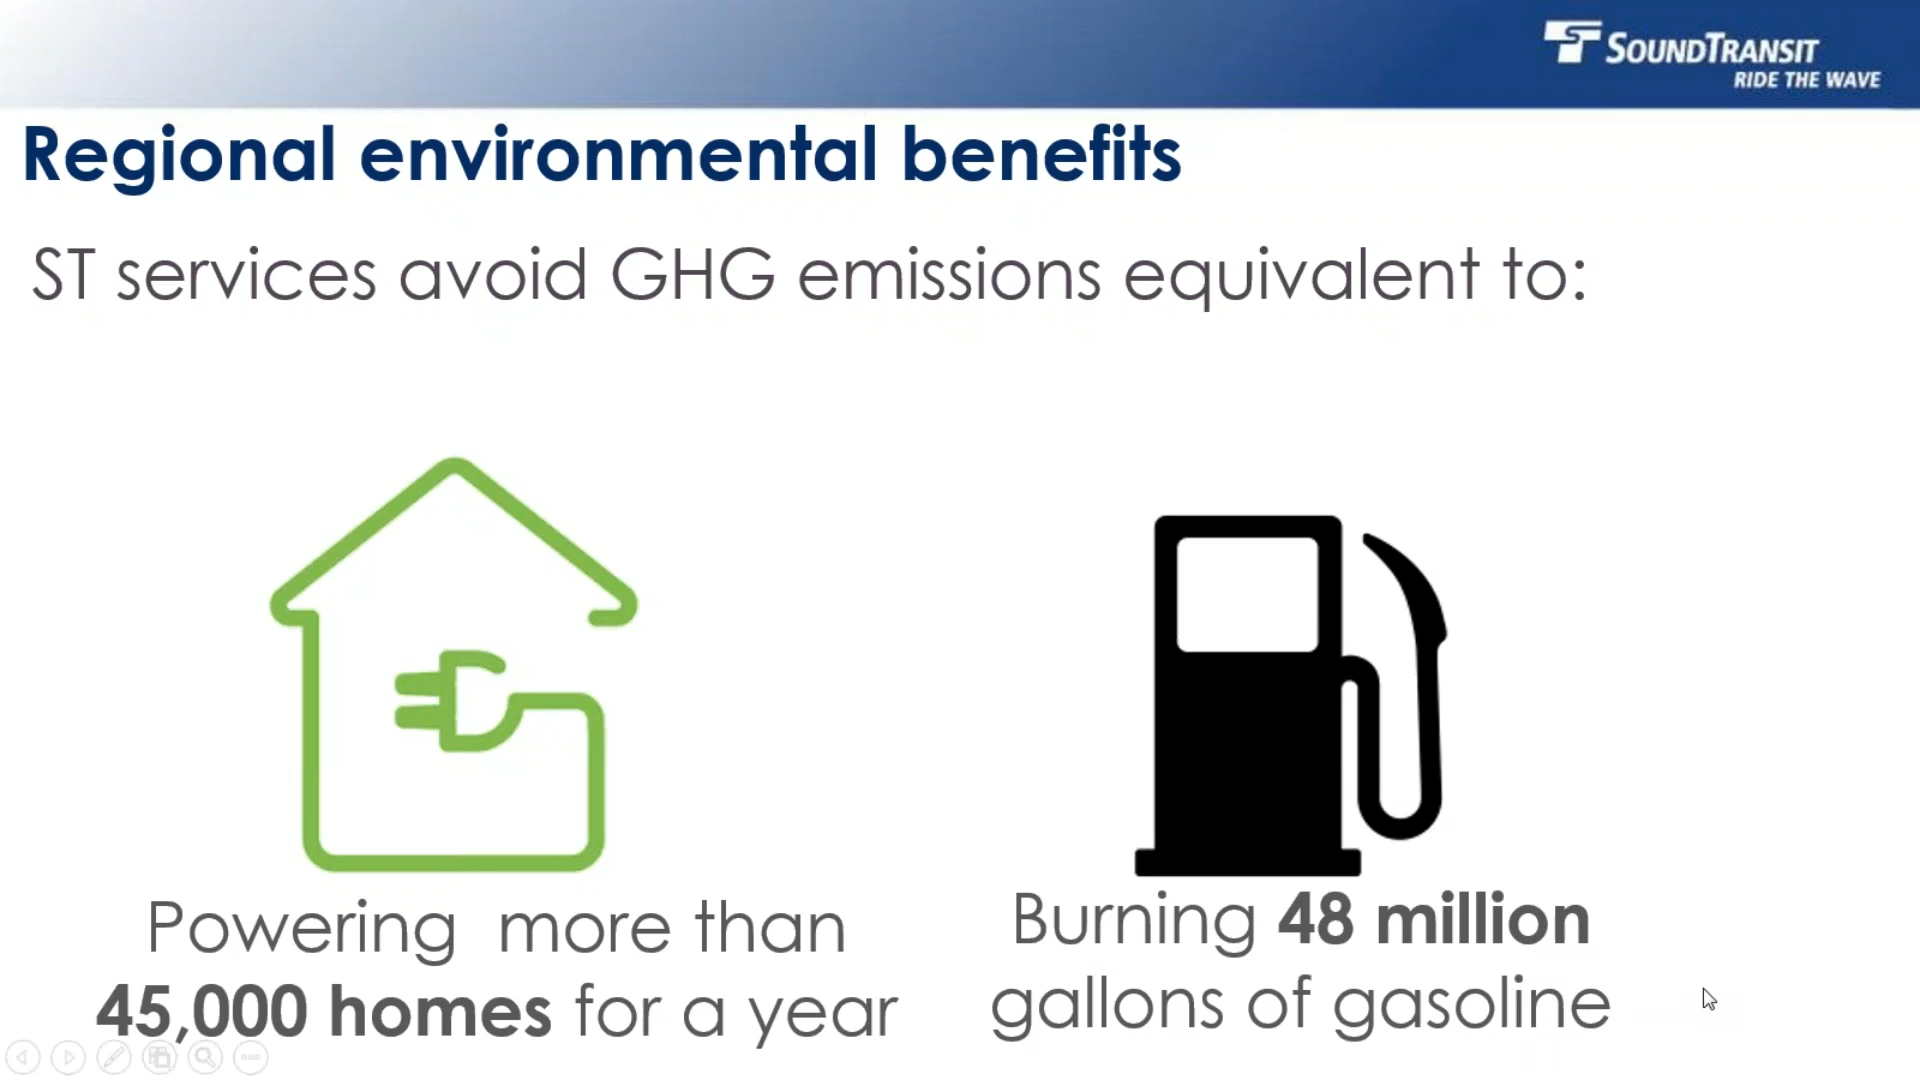 SOUNDTRANSIT
RIDE THE WAVE
Regional environmental benefits
ST services avoid GHG emissions equivalent to:
Powering more than
45,000 homes for a year
Burning 48 million
gallons of gasoline